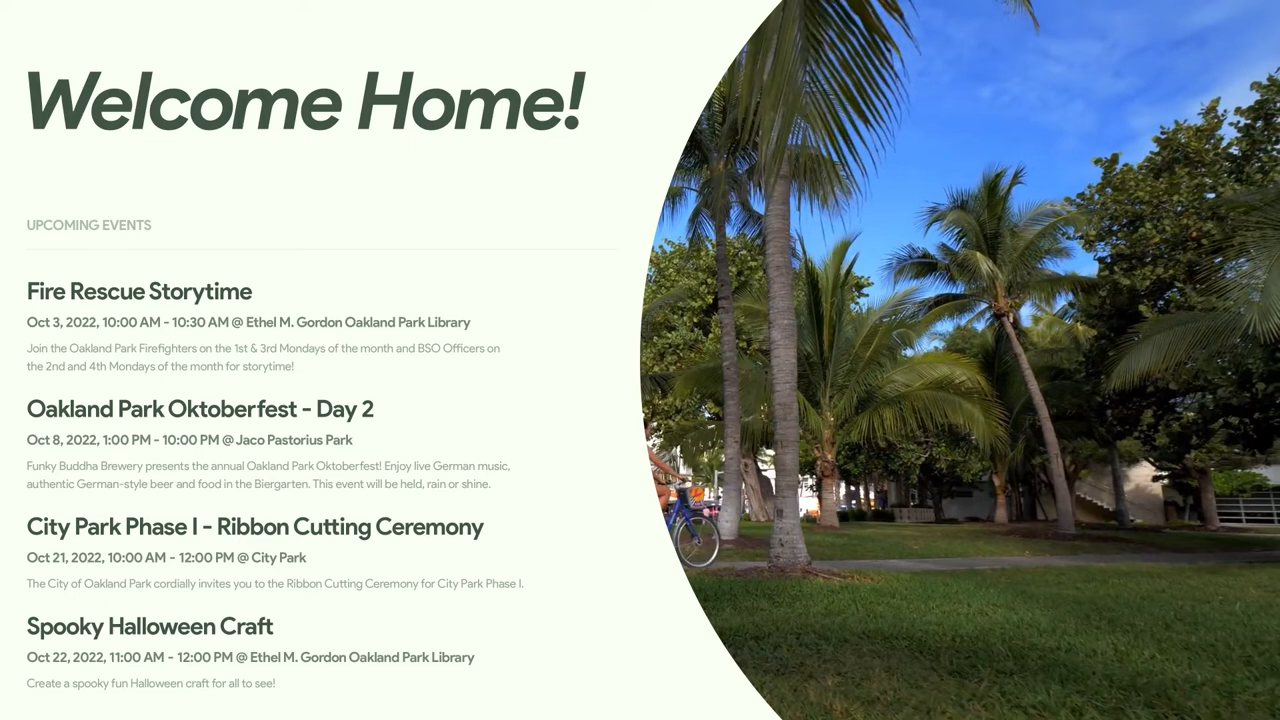 Welcome Home!
UPCOMING EVENTS
Fire Rescue Storytime
Oct 3, 2022, 10:00 AM - 10:30 AM @ Ethel M. Gordon Oakland Park Library
Join the Oakland Park Firefighters on the 1st & 3rd Mondays of the month and BSO Officers on
the 2nd and 4th Mondays of the month for storytime!
Oakland Park Oktoberfest - Day 2
Oct 8, 2022, 1:00 PM - 10:00 PM @ Jaco Pastorius Park
Funky Buddha Brewery presents the annual Oakland Park Oktoberfest! Enjoy live German music,
authentic German-style beer and food in the Biergarten. This event will be held, rain or shine.
City Park Phase I - Ribbon Cutting Ceremony
Oct 21, 2022, 10:00 AM - 12:00 PM @ City Park
The City of Oakland Park cordially invites you to the Ribbon Cutting Ceremony for City Park Phase I.
Spooky Halloween Craft
Oct 22, 2022, 11:00 AM - 12:00 PM @ Ethel M. Gordon Oakland Park Library
Create a spooky fun Halloween craft for all to see!